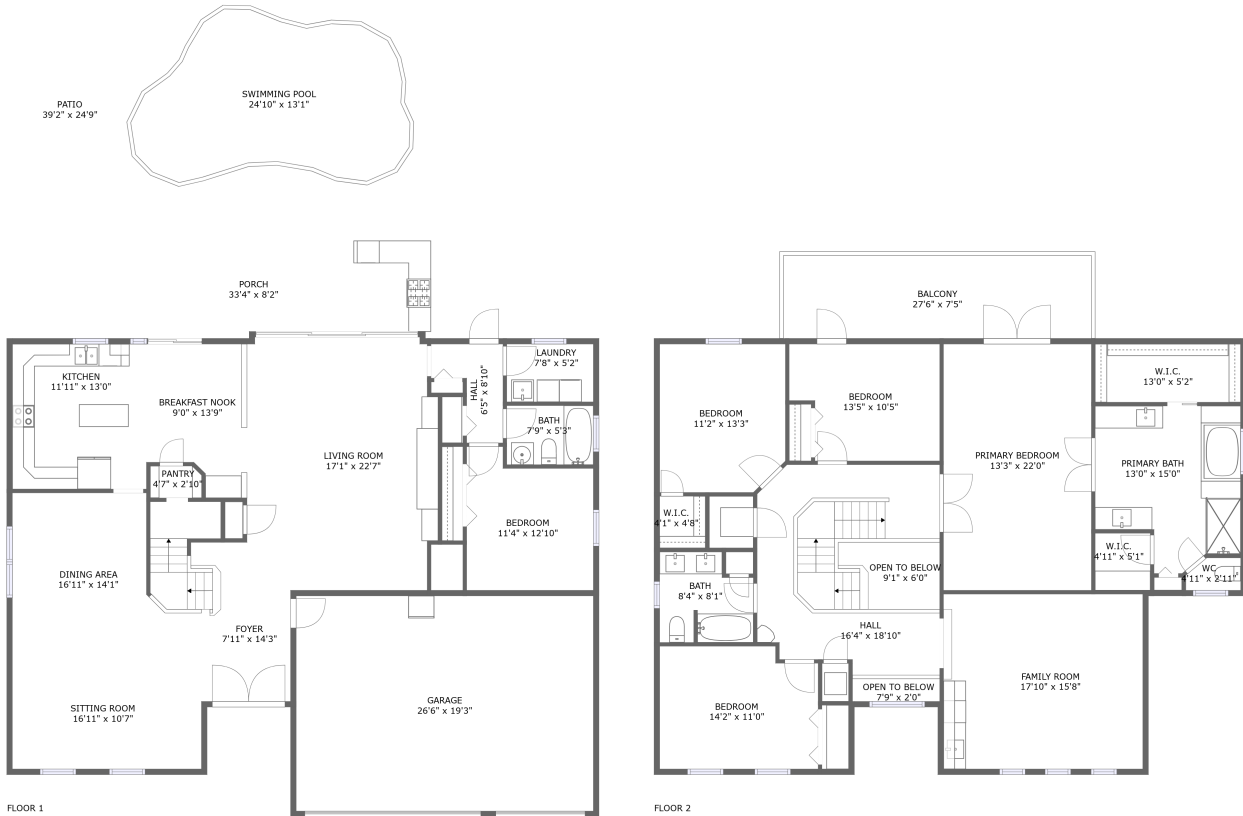 PATIO
39'2" x 24'9"
SWIMMING POOL
24'10" x 13'1"
PORCH
33'4" x 8'2"
KITCHEN
11'11" x 13'0"
BREAKFAST NOOK
9'0" x 13'9"
PANTRY
4'7" x 2'10"
LIVING ROOM
17'1" x 22'7"
HALL
6'5" x 8'10"
LAUNDRY
7'8" x 5'2"
BATH
7'9" x 5'3"
BEDROOM
11'4" x 12'10"
DINING AREA
16'11" x 14'1"
FOYER
7'11" x 14'3"
SITTING ROOM
16'11" x 10'7"
GARAGE
26'6" x 19'3"
FLOOR 1
BALCONY
27'6" x 7'5"
BEDROOM
11'2" x 13'3"
BEDROOM
13'5" x 10'5"
PRIMARY BEDROOM
13'3" x 22'0"
W.I.C.
13'0" x 5'2"
PRIMARY BATH
13'0" x 15'0"
W.I.C.
4'1" x 4'8"
W.I.C.
4'11" x 5'1"
WC
4'11" x 2'11"
OPEN TO BELOW
9'1" x 6'0"
BATH
8'4" x 8'1"
HALL
16'4" x 18'10"
OPEN TO BELOW
7'9" x 2'0"
FAMILY ROOM
17'10" x 15'8"
BEDROOM
14'2" x 11'0"
FLOOR 2